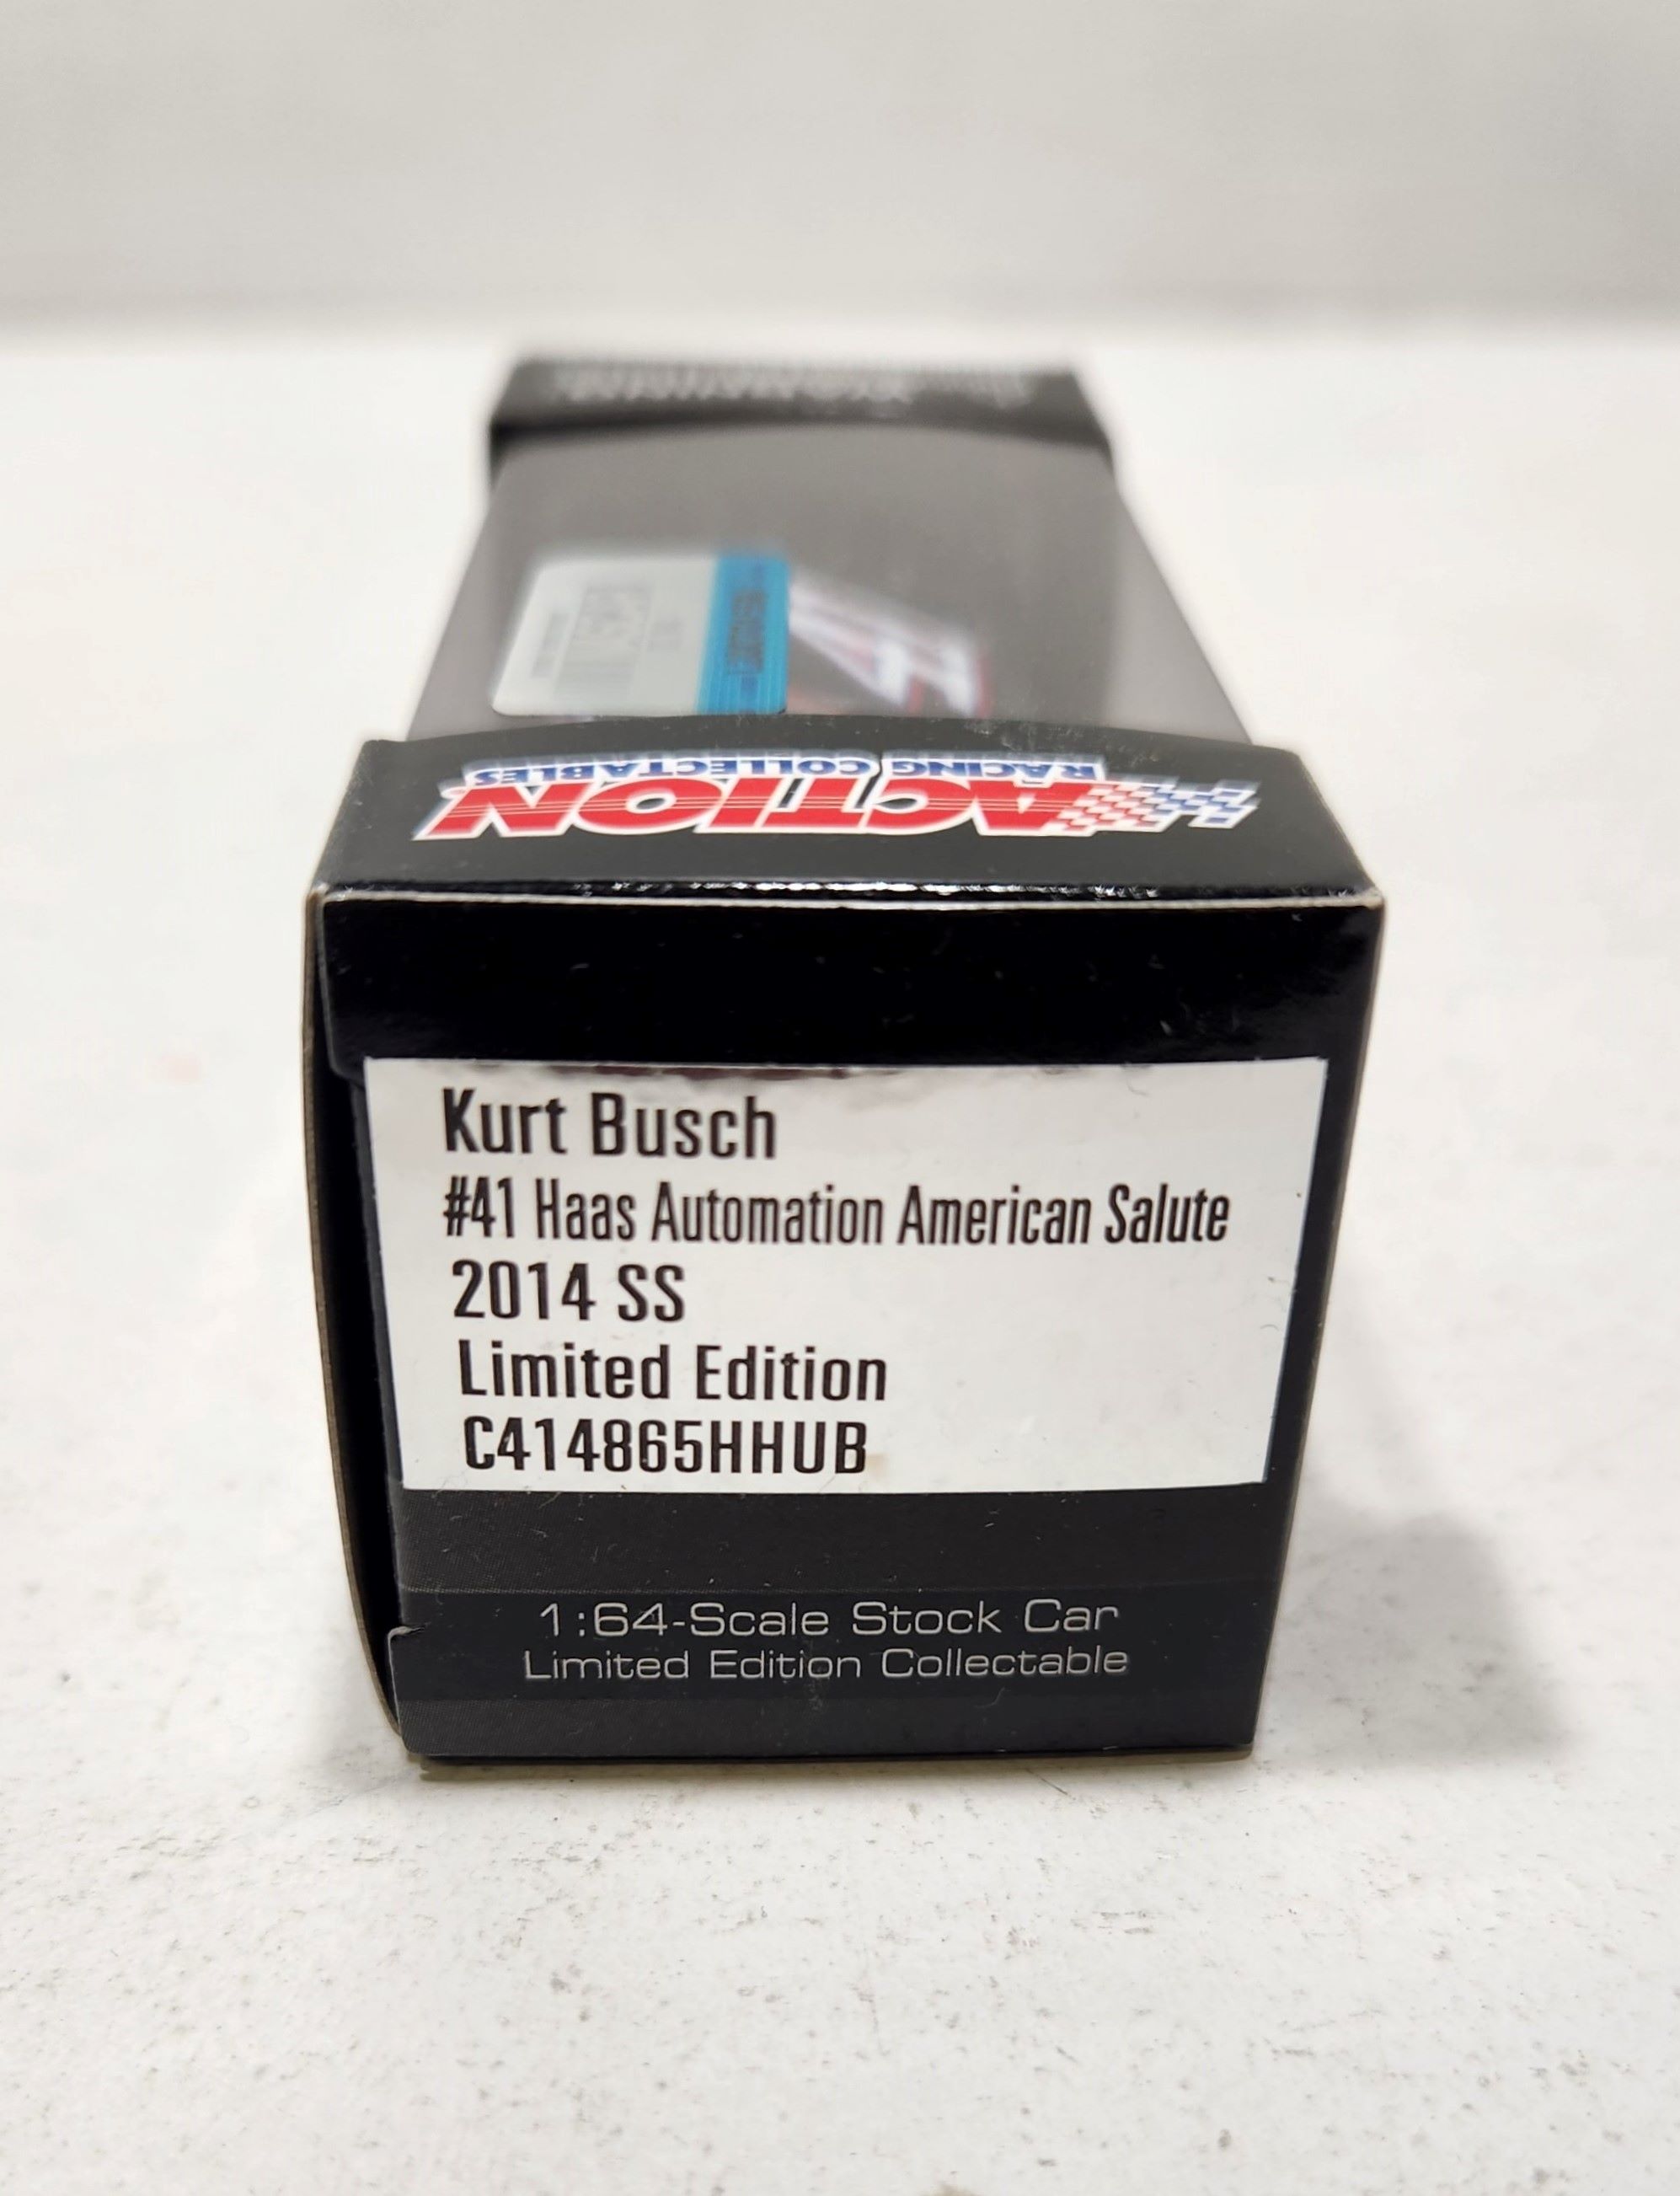 ACTION
RACING COLLECTABLES
Kurt Busch
#41 Haas Automation American Salute
2014 SS
Limited Edition
C414865HHUB
1:64-Scale Stock Car
Limited Edition Collectable